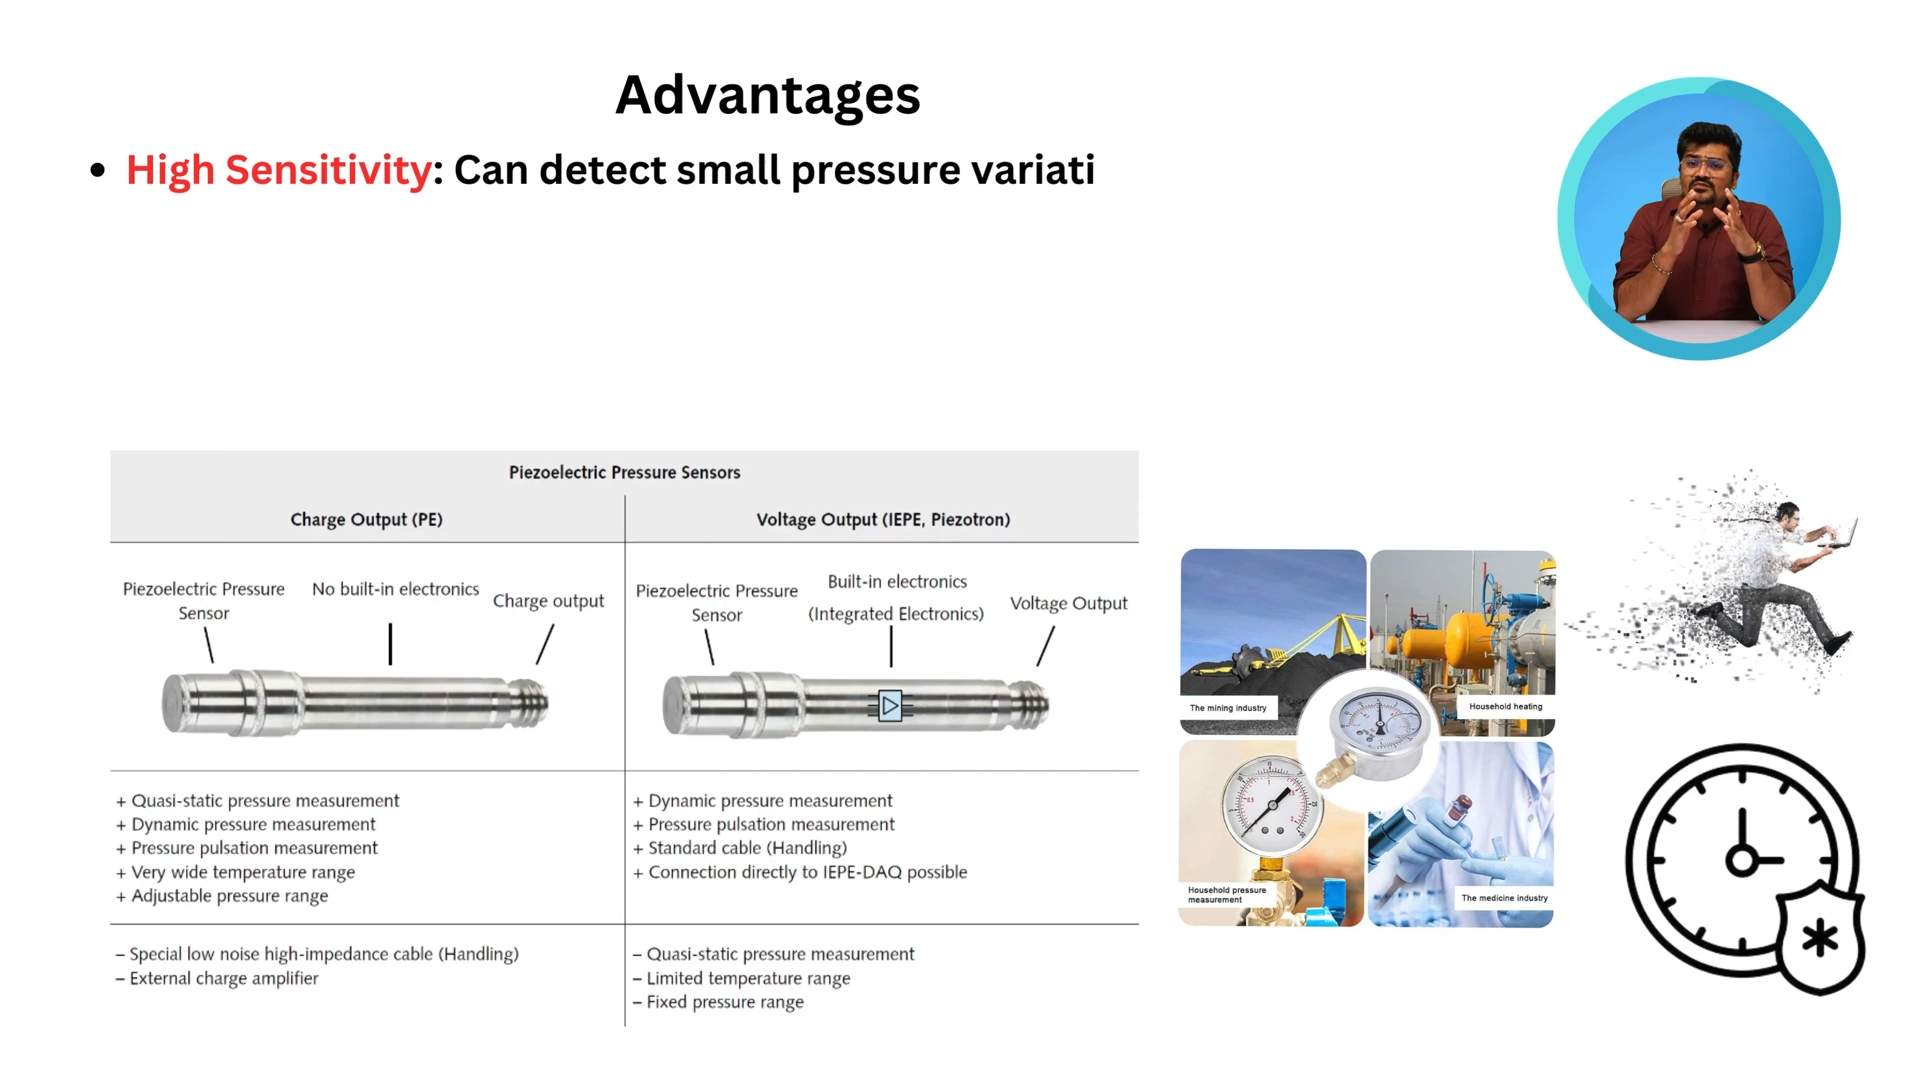 Advantages
• High Sensitivity: Can detect small pressure variati
Piezoelectric Pressure Sensors
Charge Output (PE)
Voltage Output (IEPE, Piezotron)
Piezoelectric Pressure
Sensor
No built-in electronics
Charge output
Piezoelectric Pressure
Sensor
Built-in electronics
(Integrated Electronics)
Voltage Output
+ Quasi-static pressure measurement
+ Dynamic pressure measurement
+ Pressure pulsation measurement
+ Very wide temperature range
+ Adjustable pressure range
+ Dynamic pressure measurement
+ Pressure pulsation measurement
+ Standard cable (Handling)
+ Connection directly to IEPE-DAQ possible
– Special low noise high-impedance cable (Handling)
– External charge amplifier
– Quasi-static pressure measurement
– Limited temperature range
– Fixed pressure range
The mining industry
Household heating
Household pressure
measurement
The medicine industry